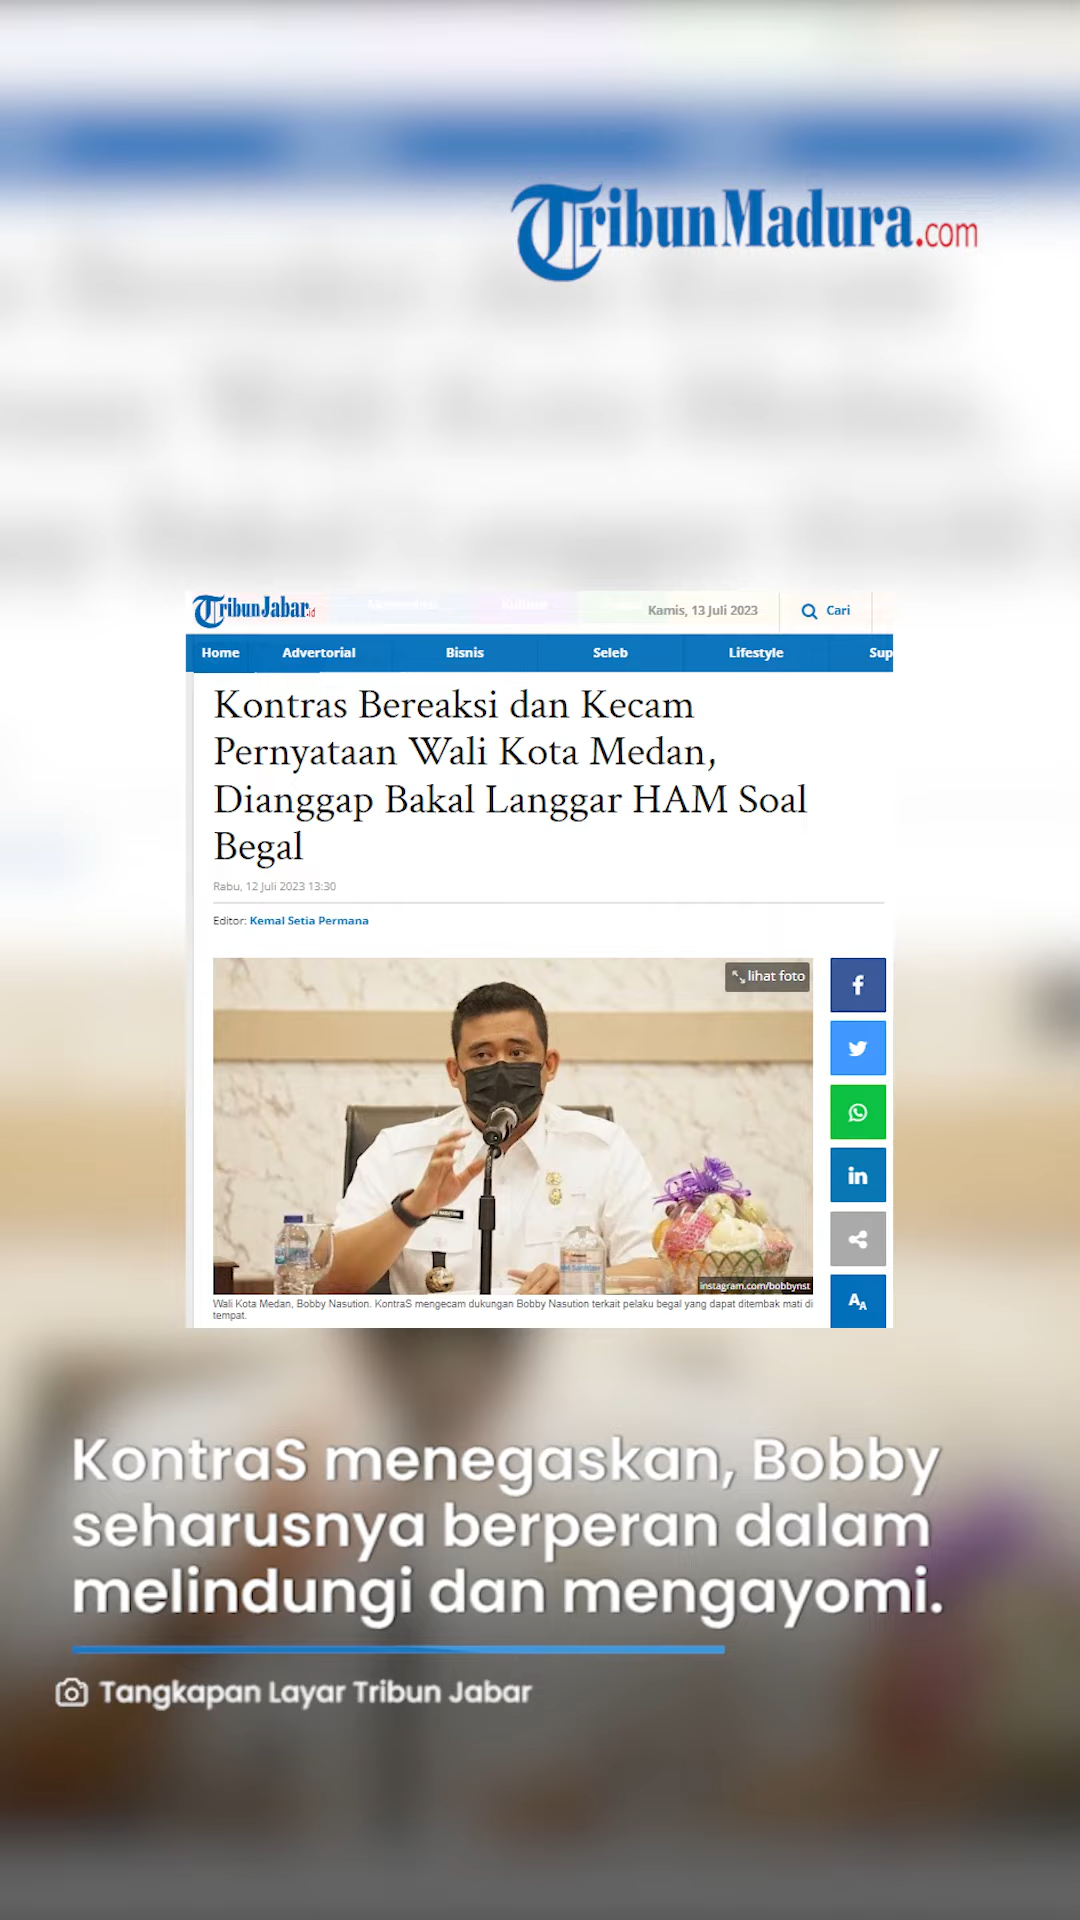 TribunMadura.com
TribunJabar.id
Kamis, 13 Juli 2023
Cari
Home Advertorial Bisnis Seleb Lifestyle Sup
Kontras Bereaksi dan Kecam
Pernyataan Wali Kota Medan,
Dianggap Bakal Langgar HAM Soal
Begal
Rabu, 12 Juli 2023 13:30
Editor: Kemal Setia Permana
lihat foto
instagram.com/bobbynst
Wali Kota Medan, Bobby Nasution. KontraS mengecam dukungan Bobby Nasution terkait pelaku begal yang dapat ditembak mati di
tempat.
KontraS menegaskan, Bobby
seharusnya berperan dalam
melindungi dan mengayomi.
Tangkapan Layar Tribun Jabar